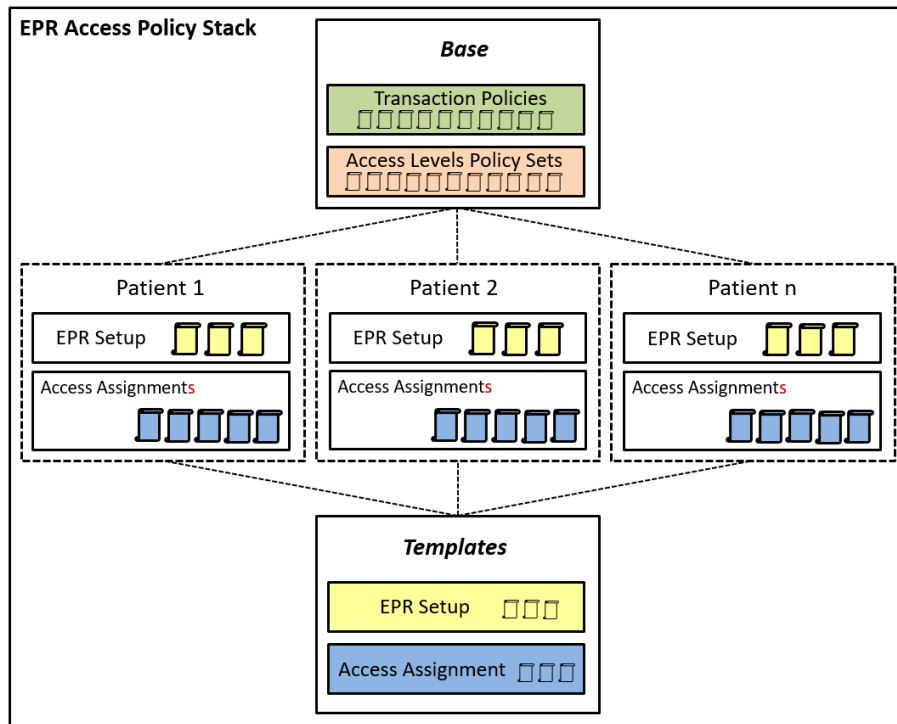 EPR Access Policy Stack
Base
Transaction Policies
Access Levels Policy Sets
Patient 1
EPR Setup
Access Assignments
Patient 2
EPR Setup
Access Assignments
Patient n
EPR Setup
Access Assignments
Templates
EPR Setup
Access Assignment